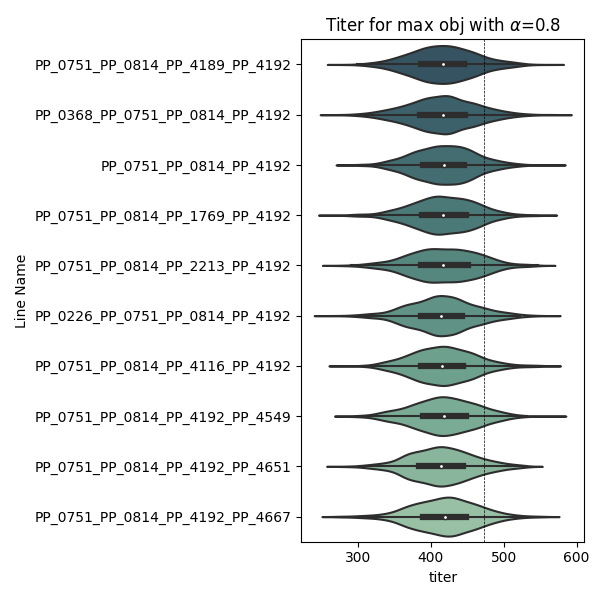 Titer for max obj with α=0.8
PP_0751_PP_0814_PP_4189_PP_4192
PP_0368_PP_0751_PP_0814_PP_4192
PP_0751_PP_0814_PP_4192
PP_0751_PP_0814_PP_1769_PP_4192
PP_0751_PP_0814_PP_2213_PP_4192
PP_0226_PP_0751_PP_0814_PP_4192
PP_0751_PP_0814_PP_4116_PP_4192
PP_0751_PP_0814_PP_4192_PP_4549
PP_0751_PP_0814_PP_4192_PP_4651
PP_0751_PP_0814_PP_4192_PP_4667
Line Name
300 400 500 600
titer